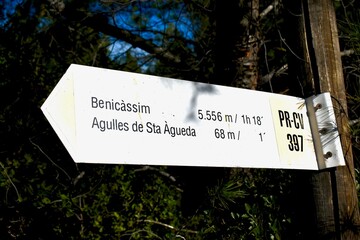 Benicàssim 5.556 m / 1h 18'
Agulles de Sta Àgueda 68 m / 1'
PR-CV
397